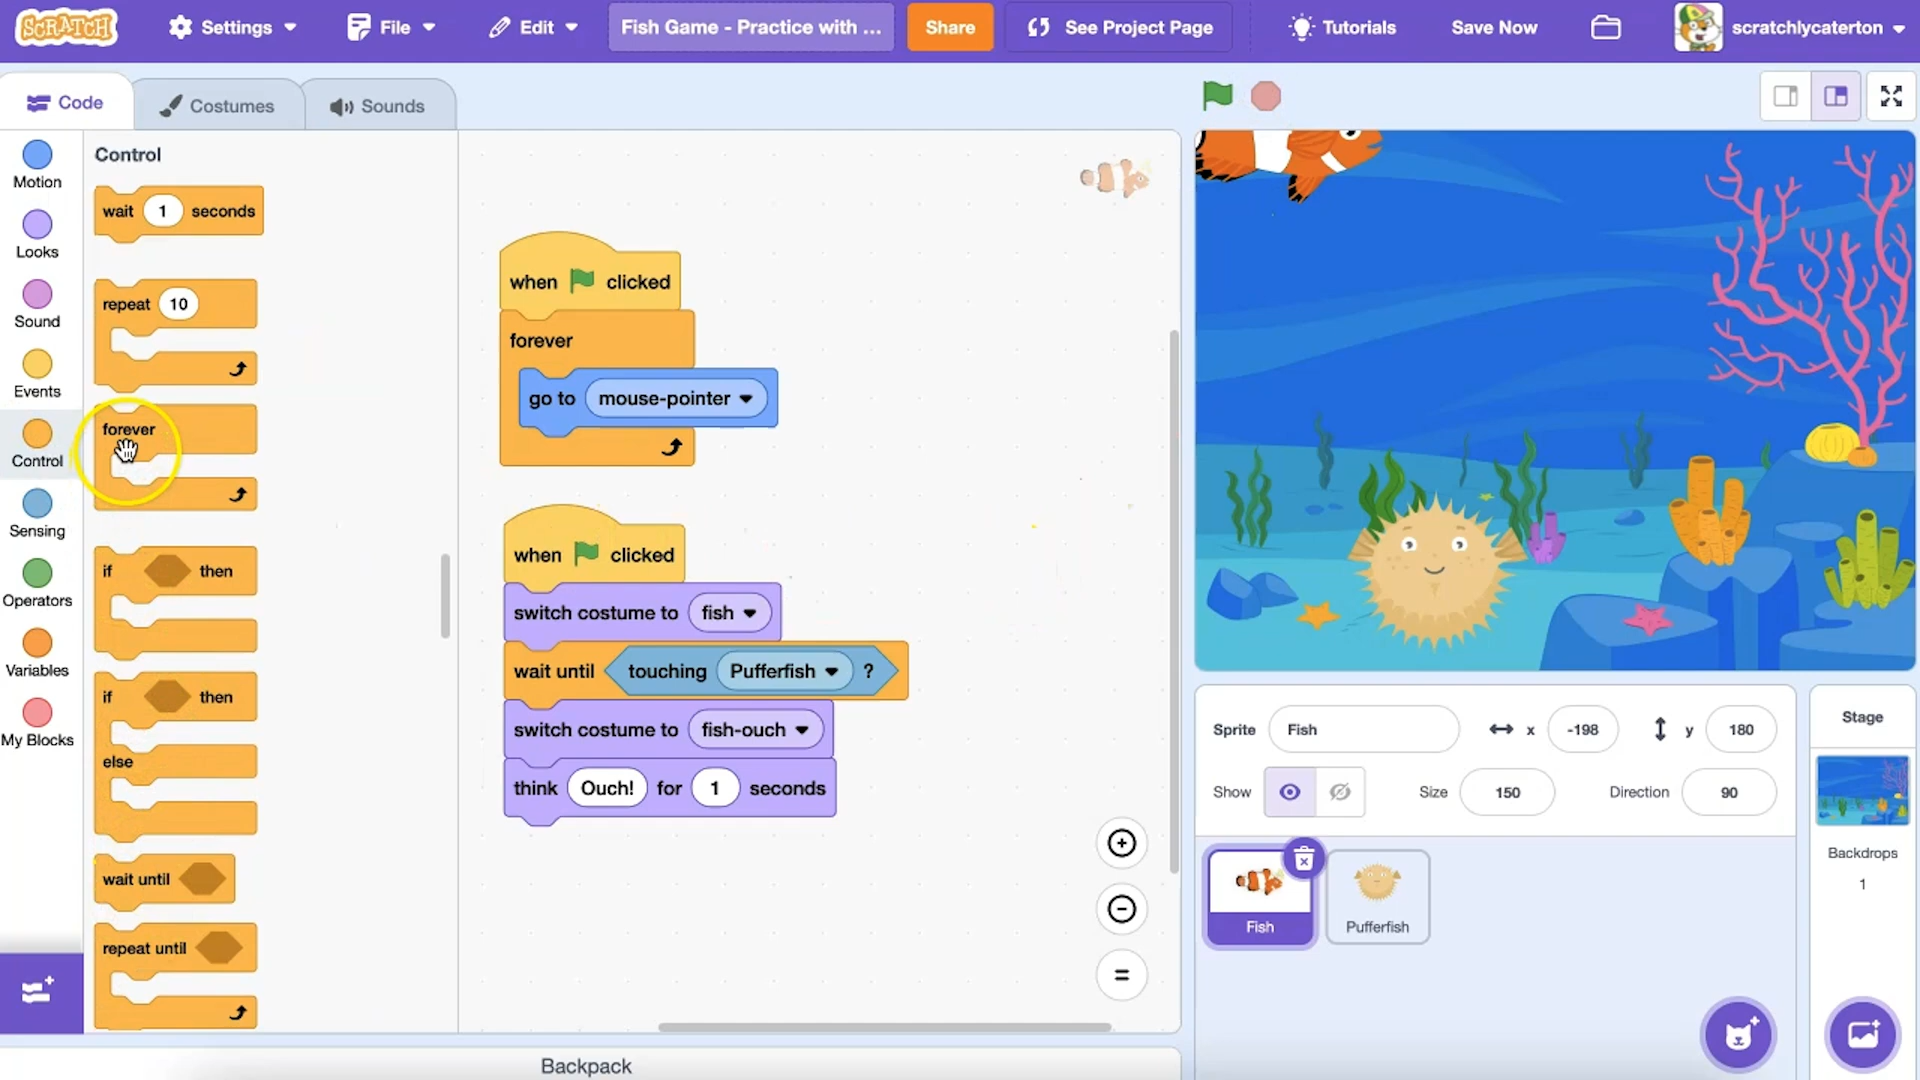 SCRATCH Settings File Edit Fish Game - Practice with ... Share See Project Page Tutorials Save Now scratchlycaterton
Code Costumes Sounds
Motion
Looks
Sound
Events
Control
Sensing
Operators
Variables
My Blocks
Control
wait 1 seconds
repeat 10
forever
if then
if then
else
wait until
repeat until
when clicked
forever
go to mouse-pointer
when clicked
switch costume to fish
wait until touching Pufferfish ?
switch costume to fish-ouch
think Ouch! for 1 seconds
=
Backpack
Sprite Fish x -198 y 180
Show Size 150 Direction 90
Fish
Pufferfish
Stage
Backdrops
1